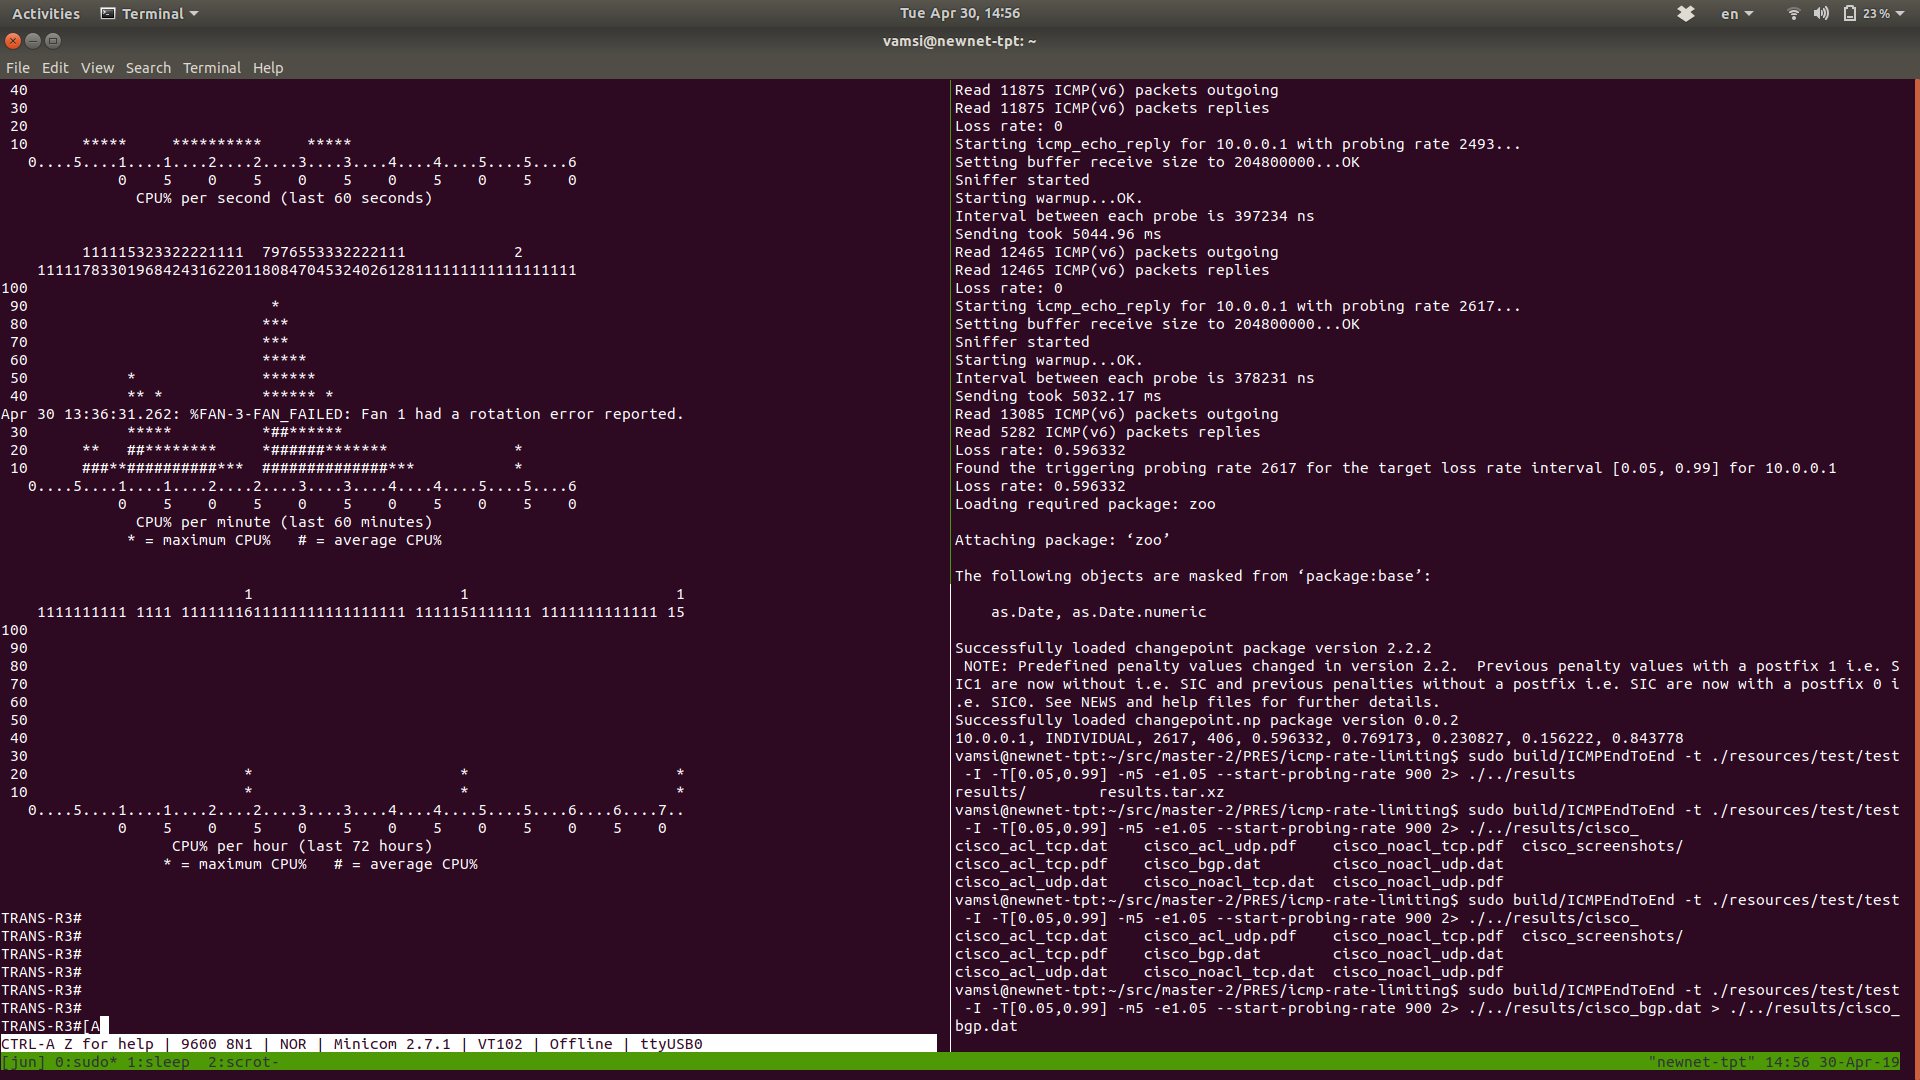 Activities Terminal Tue Apr 30, 14:56 en 23 %
vamsi@newnet-tpt: ~
File Edit View Search Terminal Help
 40
 30
 20
 10      *****     **********     *****
   0....5....1....1....2....2....3....3....4....4....5....5....6
             0    5    0    5    0    5    0    5    0    5    0
               CPU% per second (last 60 seconds)
         111115323322221111  7976553332222111            2
    111117833019684243162201180847045324026128111111111111111111
100
 90                           *
 80                          ***
 70                          ***
 60                          *****
 50           *              ******
 40           ** *           ****** *
Apr 30 13:36:31.262: %FAN-3-FAN_FAILED: Fan 1 had a rotation error reported.
 30           *****          *##******
 20      **   ##********     *######*******              *
 10      ###**##########***  ##############***           *
   0....5....1....1....2....2....3....3....4....4....5....5....6
             0    5    0    5    0    5    0    5    0    5    0
               CPU% per minute (last 60 minutes)
              * = maximum CPU%   # = average CPU%
                           1                       1                       1
    1111111111 1111 1111111611111111111111111 1111151111111 1111111111111 15
100
 90
 80
 70
 60
 50
 40
 30
 20                        *                       *                       *
 10                        *                       *                       *
   0....5....1....1....2....2....3....3....4....4....5....5....6....6....7..
             0    5    0    5    0    5    0    5    0    5    0    5    0
                   CPU% per hour (last 72 hours)
                  * = maximum CPU%   # = average CPU%
TRANS-R3#
TRANS-R3#
TRANS-R3#
TRANS-R3#
TRANS-R3#
TRANS-R3#
TRANS-R3#[A
CTRL-A Z for help | 9600 8N1 | NOR | Minicom 2.7.1 | VT102 | Offline | ttyUSB0
Read 11875 ICMP(v6) packets outgoing
Read 11875 ICMP(v6) packets replies
Loss rate: 0
Starting icmp_echo_reply for 10.0.0.1 with probing rate 2493...
Setting buffer receive size to 204800000...OK
Sniffer started
Starting warmup...OK.
Interval between each probe is 397234 ns
Sending took 5044.96 ms
Read 12465 ICMP(v6) packets outgoing
Read 12465 ICMP(v6) packets replies
Loss rate: 0
Starting icmp_echo_reply for 10.0.0.1 with probing rate 2617...
Setting buffer receive size to 204800000...OK
Sniffer started
Starting warmup...OK.
Interval between each probe is 378231 ns
Sending took 5032.17 ms
Read 13085 ICMP(v6) packets outgoing
Read 5282 ICMP(v6) packets replies
Loss rate: 0.596332
Found the triggering probing rate 2617 for the target loss rate interval [0.05, 0.99] for 10.0.0.1
Loss rate: 0.596332
Loading required package: zoo
Attaching package: ‘zoo’
The following objects are masked from ‘package:base’:
    as.Date, as.Date.numeric
Successfully loaded changepoint package version 2.2.2
 NOTE: Predefined penalty values changed in version 2.2.  Previous penalty values with a postfix 1 i.e. S
IC1 are now without i.e. SIC and previous penalties without a postfix i.e. SIC are now with a postfix 0 i
.e. SIC0. See NEWS and help files for further details.
Successfully loaded changepoint.np package version 0.0.2
10.0.0.1, INDIVIDUAL, 2617, 406, 0.596332, 0.769173, 0.230827, 0.156222, 0.843778
vamsi@newnet-tpt:~/src/master-2/PRES/icmp-rate-limiting$ sudo build/ICMPEndToEnd -t ./resources/test/test
 -I -T[0.05,0.99] -m5 -e1.05 --start-probing-rate 900 2> ./../results
results/        results.tar.xz
vamsi@newnet-tpt:~/src/master-2/PRES/icmp-rate-limiting$ sudo build/ICMPEndToEnd -t ./resources/test/test
 -I -T[0.05,0.99] -m5 -e1.05 --start-probing-rate 900 2> ./../results/cisco_
cisco_acl_tcp.dat    cisco_acl_udp.pdf    cisco_noacl_tcp.pdf  cisco_screenshots/
cisco_acl_tcp.pdf    cisco_bgp.dat        cisco_noacl_udp.dat
cisco_acl_udp.dat    cisco_noacl_tcp.dat  cisco_noacl_udp.pdf
vamsi@newnet-tpt:~/src/master-2/PRES/icmp-rate-limiting$ sudo build/ICMPEndToEnd -t ./resources/test/test
 -I -T[0.05,0.99] -m5 -e1.05 --start-probing-rate 900 2> ./../results/cisco_
cisco_acl_tcp.dat    cisco_acl_udp.pdf    cisco_noacl_tcp.pdf  cisco_screenshots/
cisco_acl_tcp.pdf    cisco_bgp.dat        cisco_noacl_udp.dat
cisco_acl_udp.dat    cisco_noacl_tcp.dat  cisco_noacl_udp.pdf
vamsi@newnet-tpt:~/src/master-2/PRES/icmp-rate-limiting$ sudo build/ICMPEndToEnd -t ./resources/test/test
 -I -T[0.05,0.99] -m5 -e1.05 --start-probing-rate 900 2> ./../results/cisco_bgp.dat > ./../results/cisco_
bgp.dat
[jun] 0:sudo* 1:sleep  2:scrot- "newnet-tpt" 14:56 30-Apr-19